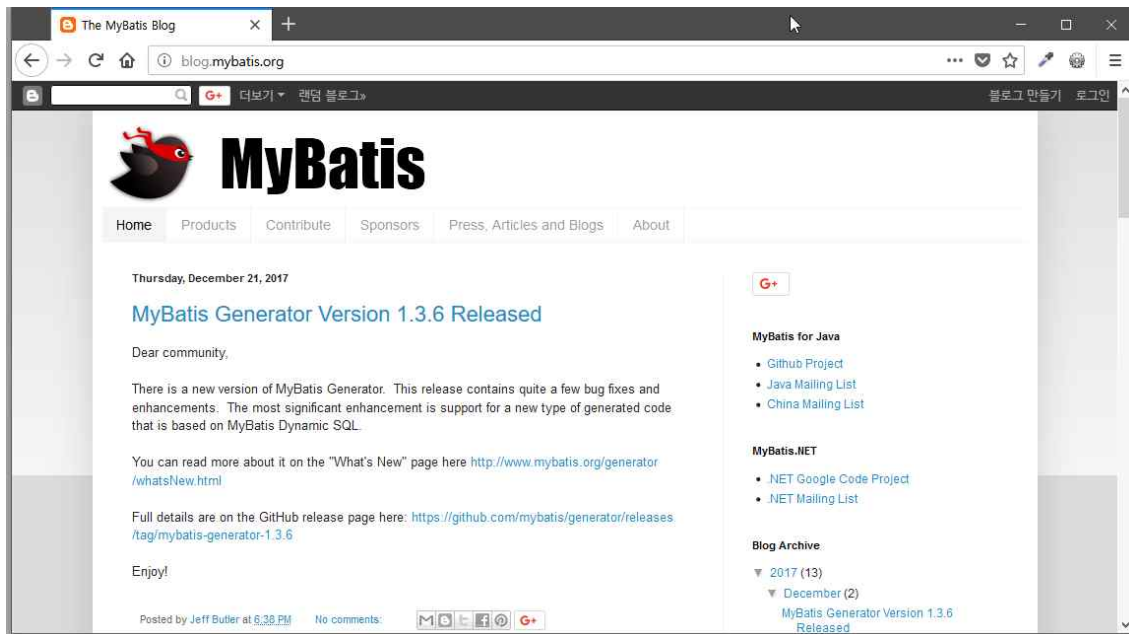 The MyBatis Blog
blog.mybatis.org
G+ 더보기 랜덤 블로그»
블로그 만들기 로그인
MyBatis
Home Products Contribute Sponsors Press, Articles and Blogs About
Thursday, December 21, 2017
MyBatis Generator Version 1.3.6 Released
Dear community,
There is a new version of MyBatis Generator. This release contains quite a few bug fixes and
enhancements. The most significant enhancement is support for a new type of generated code
that is based on MyBatis Dynamic SQL.
You can read more about it on the "What's New" page here http://www.mybatis.org/generator
/whatsNew.html
Full details are on the GitHub release page here: https://github.com/mybatis/generator/releases
/tag/mybatis-generator-1.3.6
Enjoy!
Posted by Jeff Butler at 6:38 PM No comments:
G+
G+
MyBatis for Java
Github Project
Java Mailing List
China Mailing List
MyBatis.NET
.NET Google Code Project
.NET Mailing List
Blog Archive
▼ 2017 (13)
▼ December (2)
MyBatis Generator Version 1.3.6
Released